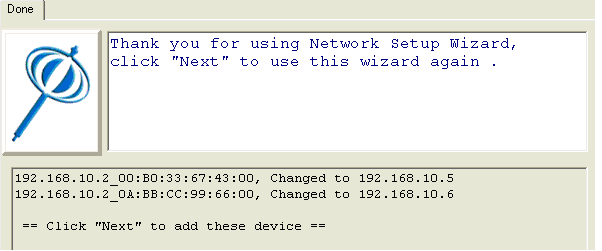 Done
Thank you for using Network Setup Wizard,
click "Next" to use this wizard again .
192.168.10.2_00:B0:33:67:43:00, Changed to 192.168.10.5
192.168.10.2_0A:BB:CC:99:66:00, Changed to 192.168.10.6
== Click "Next" to add these device ==